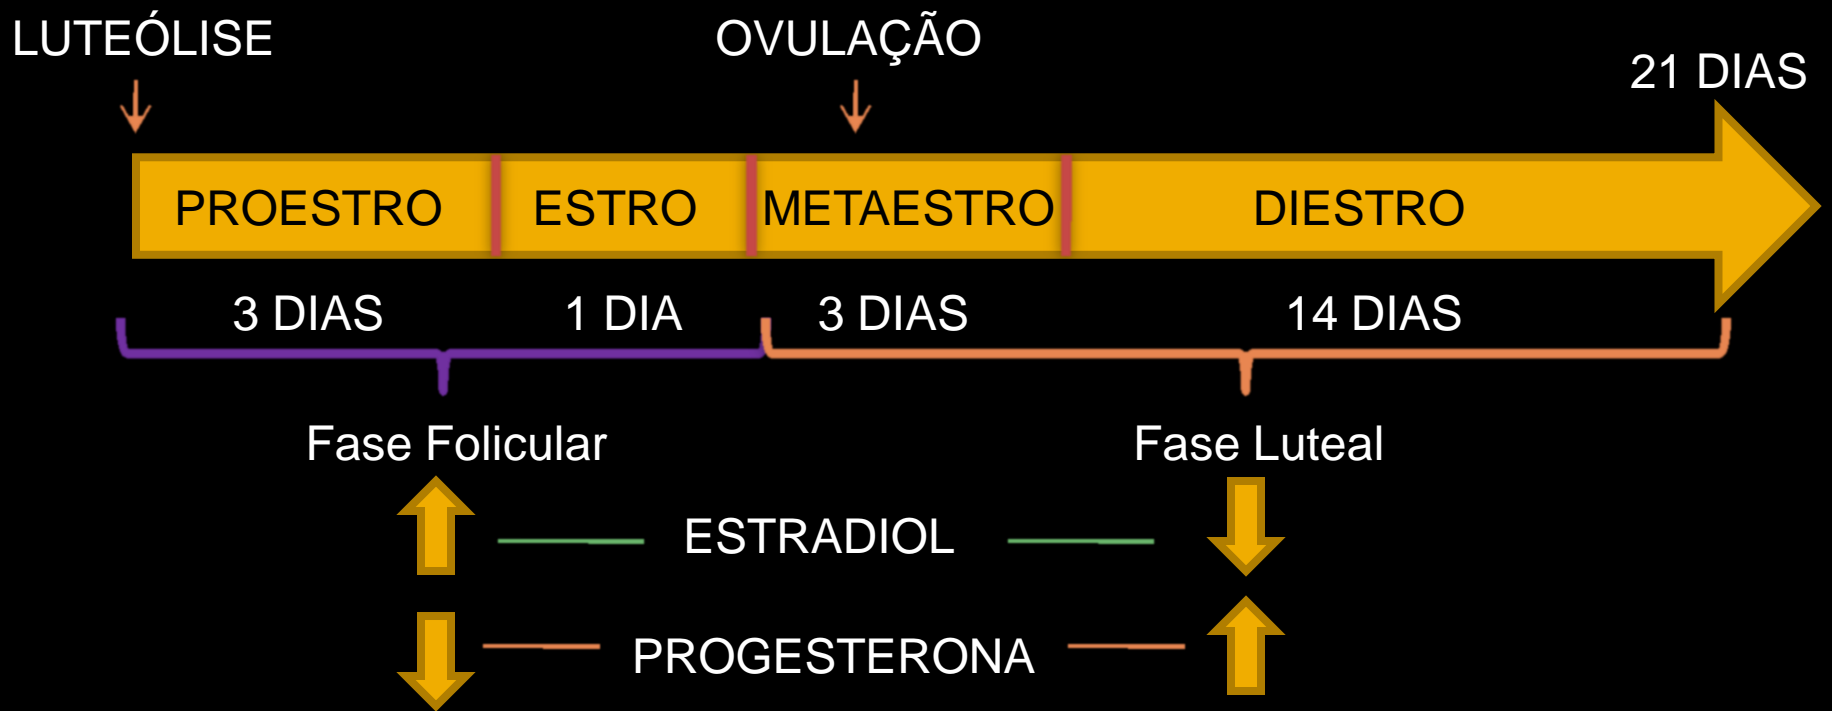 LUTEÓLISE
OVULAÇÃO
21 DIAS
PROESTRO
ESTRO
METAESTRO
DIESTRO
3 DIAS
1 DIA
3 DIAS
14 DIAS
Fase Folicular
Fase Luteal
ESTRADIOL
PROGESTERONA